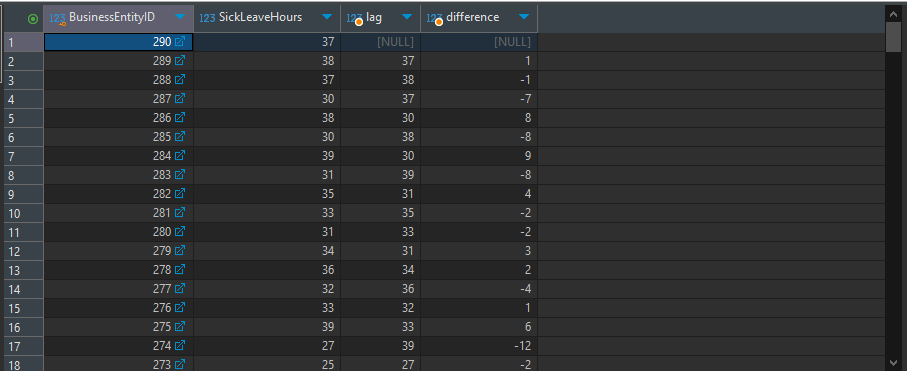 123 BusinessEntityID 123 SickLeaveHours 123 lag 123 difference
1 290 37 [NULL] [NULL]
2 289 38 37 1
3 288 37 38 -1
4 287 30 37 -7
5 286 38 30 8
6 285 30 38 -8
7 284 39 30 9
8 283 31 39 -8
9 282 35 31 4
10 281 33 35 -2
11 280 31 33 -2
12 279 34 31 3
13 278 36 34 2
14 277 32 36 -4
15 276 33 32 1
16 275 39 33 6
17 274 27 39 -12
18 273 25 27 -2